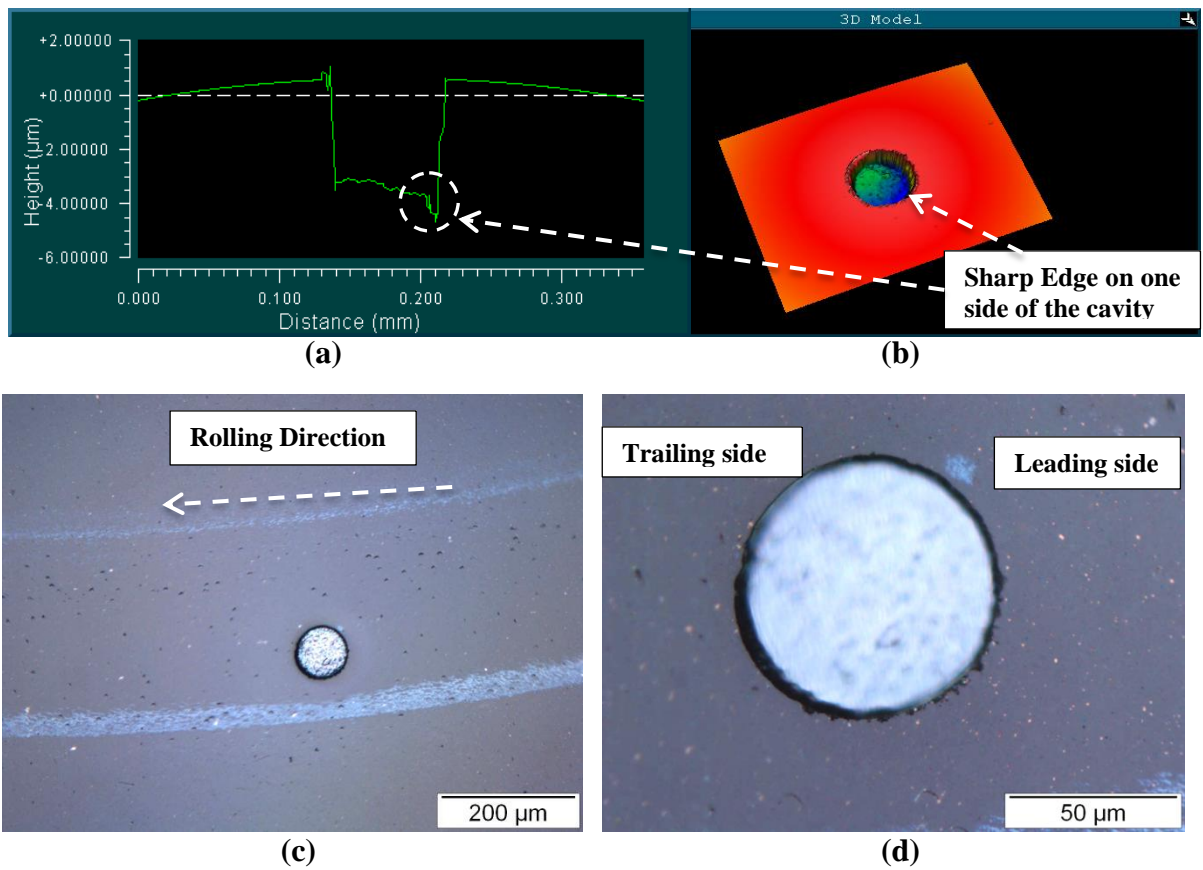 3D Model
+2.00000
+0.00000
-2.00000
-4.00000
-6.00000
Height (µm)
0.000
0.100
0.200
0.300
Distance (mm)
Sharp Edge on one
side of the cavity
(a)
(b)
Rolling Direction
200 µm
Trailing side
Leading side
50 µm
(c)
(d)